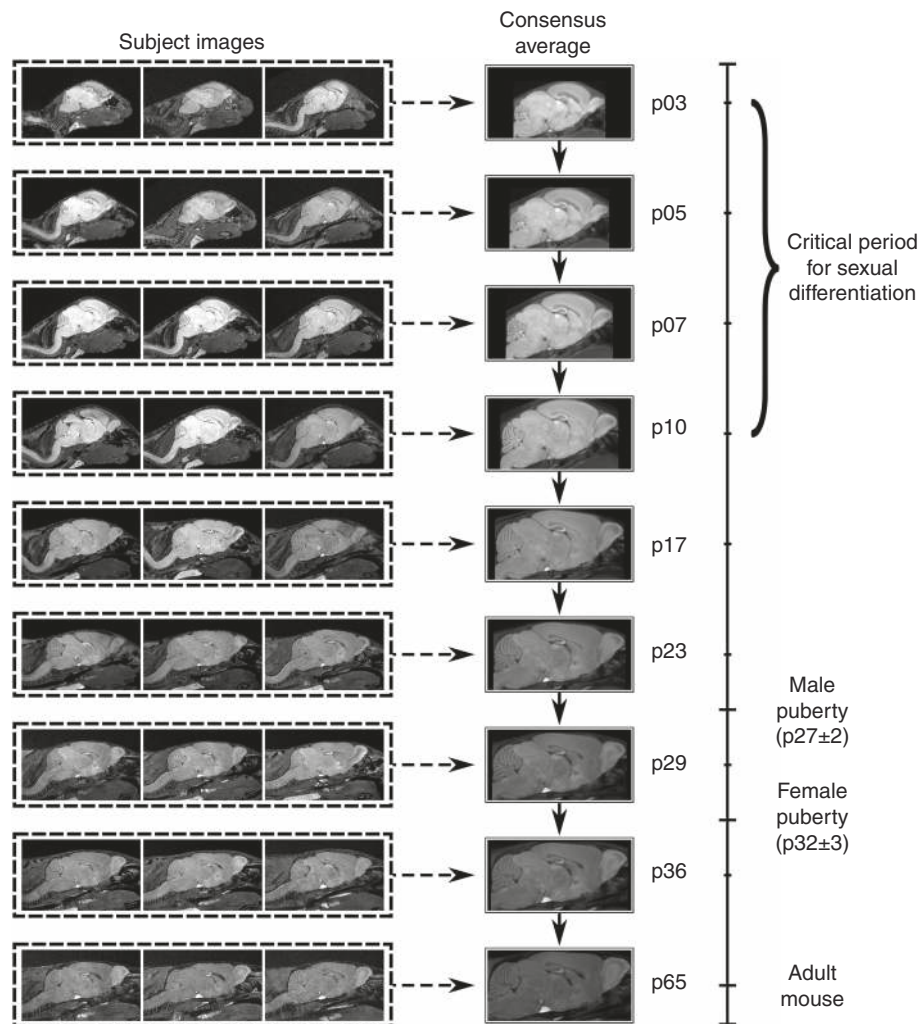 Subject images
Consensus
average
p03
p05
Critical period
for sexual
differentiation
p07
p10
p17
p23
Male
puberty
(p27±2)
p29
Female
puberty
(p32±3)
p36
p65
Adult
mouse